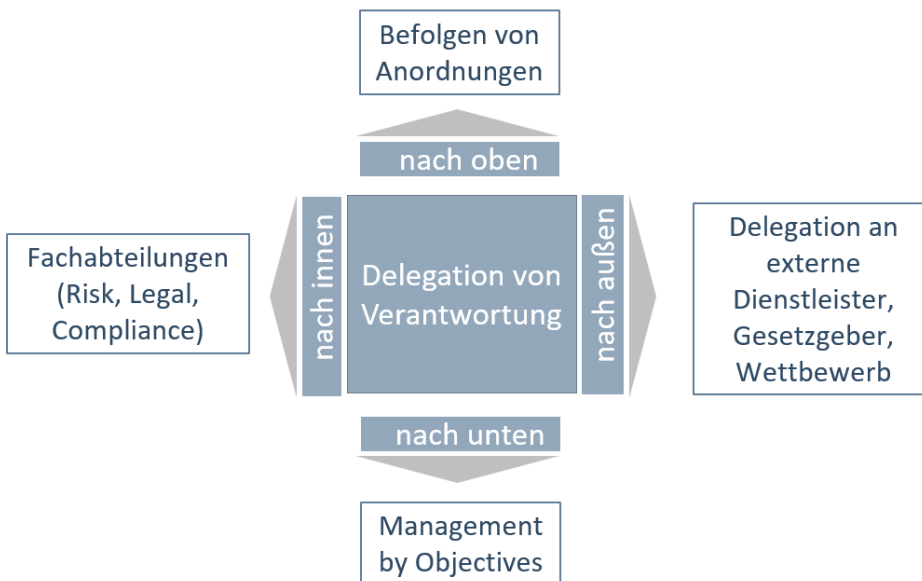 Befolgen von
Anordnungen
nach oben
Fachabteilungen
(Risk, Legal,
Compliance)
nach innen
Delegation von
Verantwortung
nach außen
Delegation an
externe
Dienstleister,
Gesetzgeber,
Wettbewerb
nach unten
Management
by Objectives